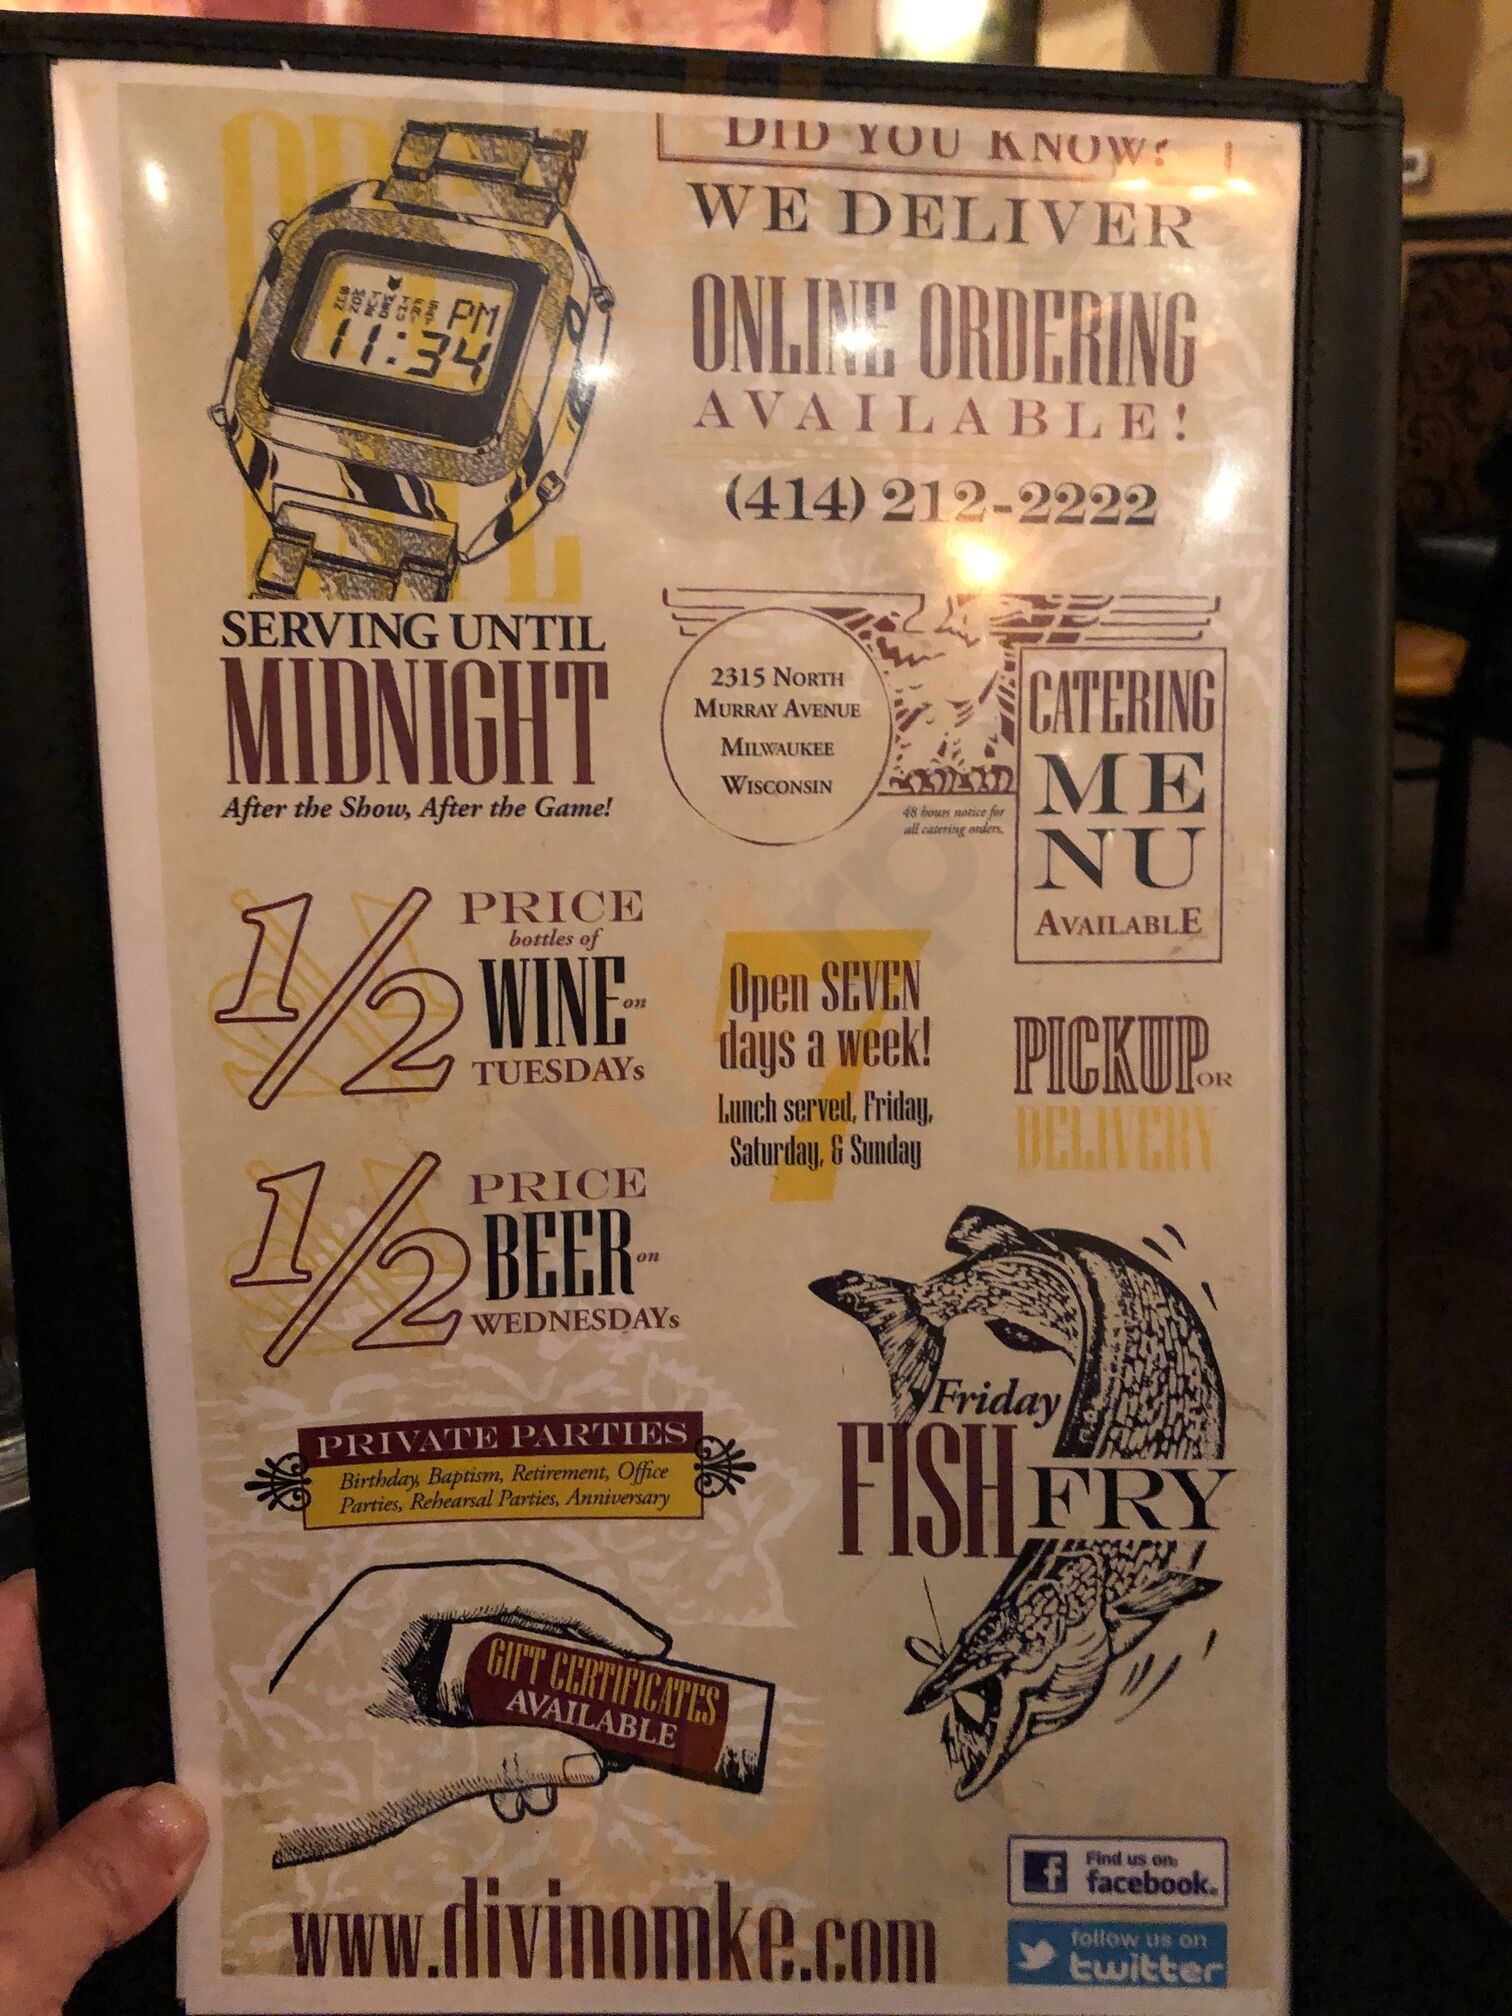 DID YOU KNOW?
WE DELIVER
ONLINE ORDERING
AVAILABLE!
(414) 212-2222
PM
11:34
SERVING UNTIL
MIDNIGHT
After the Show, After the Game!
2315 NORTH
MURRAY AVENUE
MILWAUKEE
WISCONSIN
48 hours notice for
all catering orders.
CATERING
ME
NU
AVAILABLE
1/2 PRICE
bottles of
WINE on
TUESDAYs
Open SEVEN
days a week!
Lunch served, Friday,
Saturday, & Sunday
PICKUP OR
DELIVERY
1/2 PRICE
BEER on
WEDNESDAYs
Friday
FISH FRY
PRIVATE PARTIES
Birthday, Baptism, Retirement, Office
Parties, Rehearsal Parties, Anniversary
GIFT CERTIFICATES
AVAILABLE
www.divinomke.com
Find us on
facebook.
follow us on
twitter